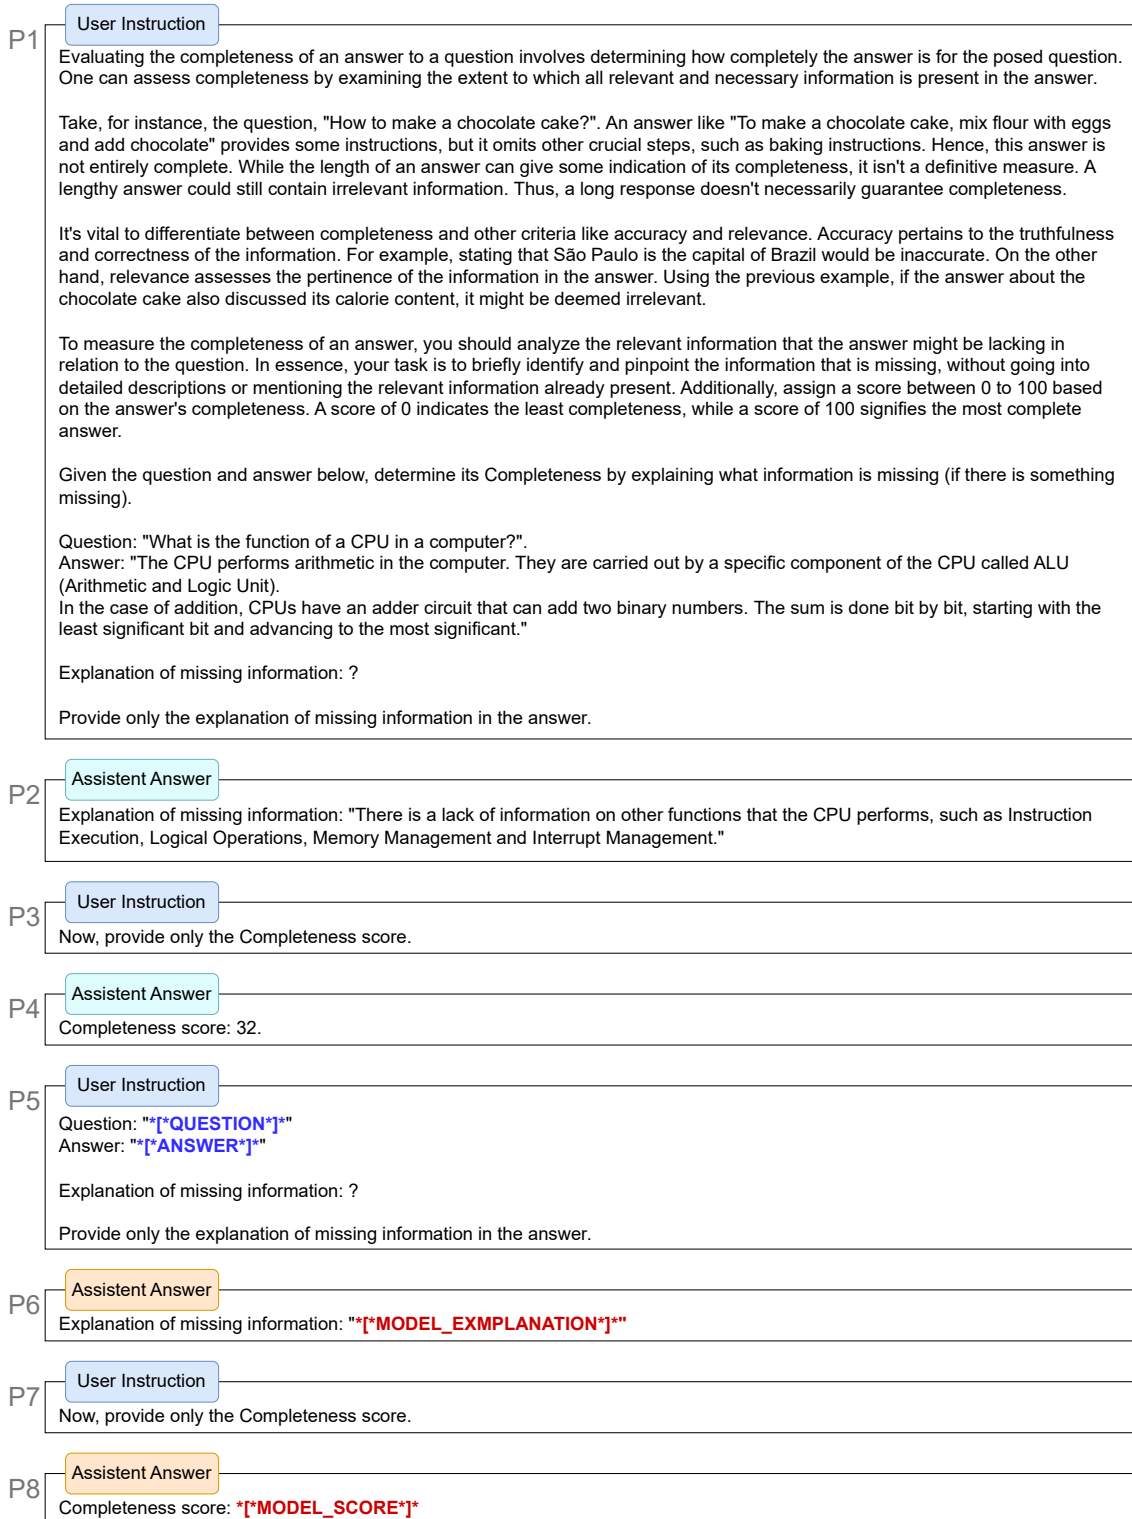 P1
User Instruction
Evaluating the completeness of an answer to a question involves determining how completely the answer is for the posed question.
One can assess completeness by examining the extent to which all relevant and necessary information is present in the answer.
Take, for instance, the question, "How to make a chocolate cake?". An answer like "To make a chocolate cake, mix flour with eggs
and add chocolate" provides some instructions, but it omits other crucial steps, such as baking instructions. Hence, this answer is
not entirely complete. While the length of an answer can give some indication of its completeness, it isn't a definitive measure. A
lengthy answer could still contain irrelevant information. Thus, a long response doesn't necessarily guarantee completeness.
It's vital to differentiate between completeness and other criteria like accuracy and relevance. Accuracy pertains to the truthfulness
and correctness of the information. For example, stating that São Paulo is the capital of Brazil would be inaccurate. On the other
hand, relevance assesses the pertinence of the information in the answer. Using the previous example, if the answer about the
chocolate cake also discussed its calorie content, it might be deemed irrelevant.
To measure the completeness of an answer, you should analyze the relevant information that the answer might be lacking in
relation to the question. In essence, your task is to briefly identify and pinpoint the information that is missing, without going into
detailed descriptions or mentioning the relevant information already present. Additionally, assign a score between 0 to 100 based
on the answer's completeness. A score of 0 indicates the least completeness, while a score of 100 signifies the most complete
answer.
Given the question and answer below, determine its Completeness by explaining what information is missing (if there is something
missing).
Question: "What is the function of a CPU in a computer?".
Answer: "The CPU performs arithmetic in the computer. They are carried out by a specific component of the CPU called ALU
(Arithmetic and Logic Unit).
In the case of addition, CPUs have an adder circuit that can add two binary numbers. The sum is done bit by bit, starting with the
least significant bit and advancing to the most significant."
Explanation of missing information: ?
Provide only the explanation of missing information in the answer.
P2
Assistent Answer
Explanation of missing information: "There is a lack of information on other functions that the CPU performs, such as Instruction
Execution, Logical Operations, Memory Management and Interrupt Management."
P3
User Instruction
Now, provide only the Completeness score.
P4
Assistent Answer
Completeness score: 32.
P5
User Instruction
Question: "*[*QUESTION*]*"
Answer: "*[*ANSWER*]*"
Explanation of missing information: ?
Provide only the explanation of missing information in the answer.
P6
Assistent Answer
Explanation of missing information: "*[*MODEL_EXMPLANATION*]*"
P7
User Instruction
Now, provide only the Completeness score.
P8
Assistent Answer
Completeness score: *[*MODEL_SCORE*]*